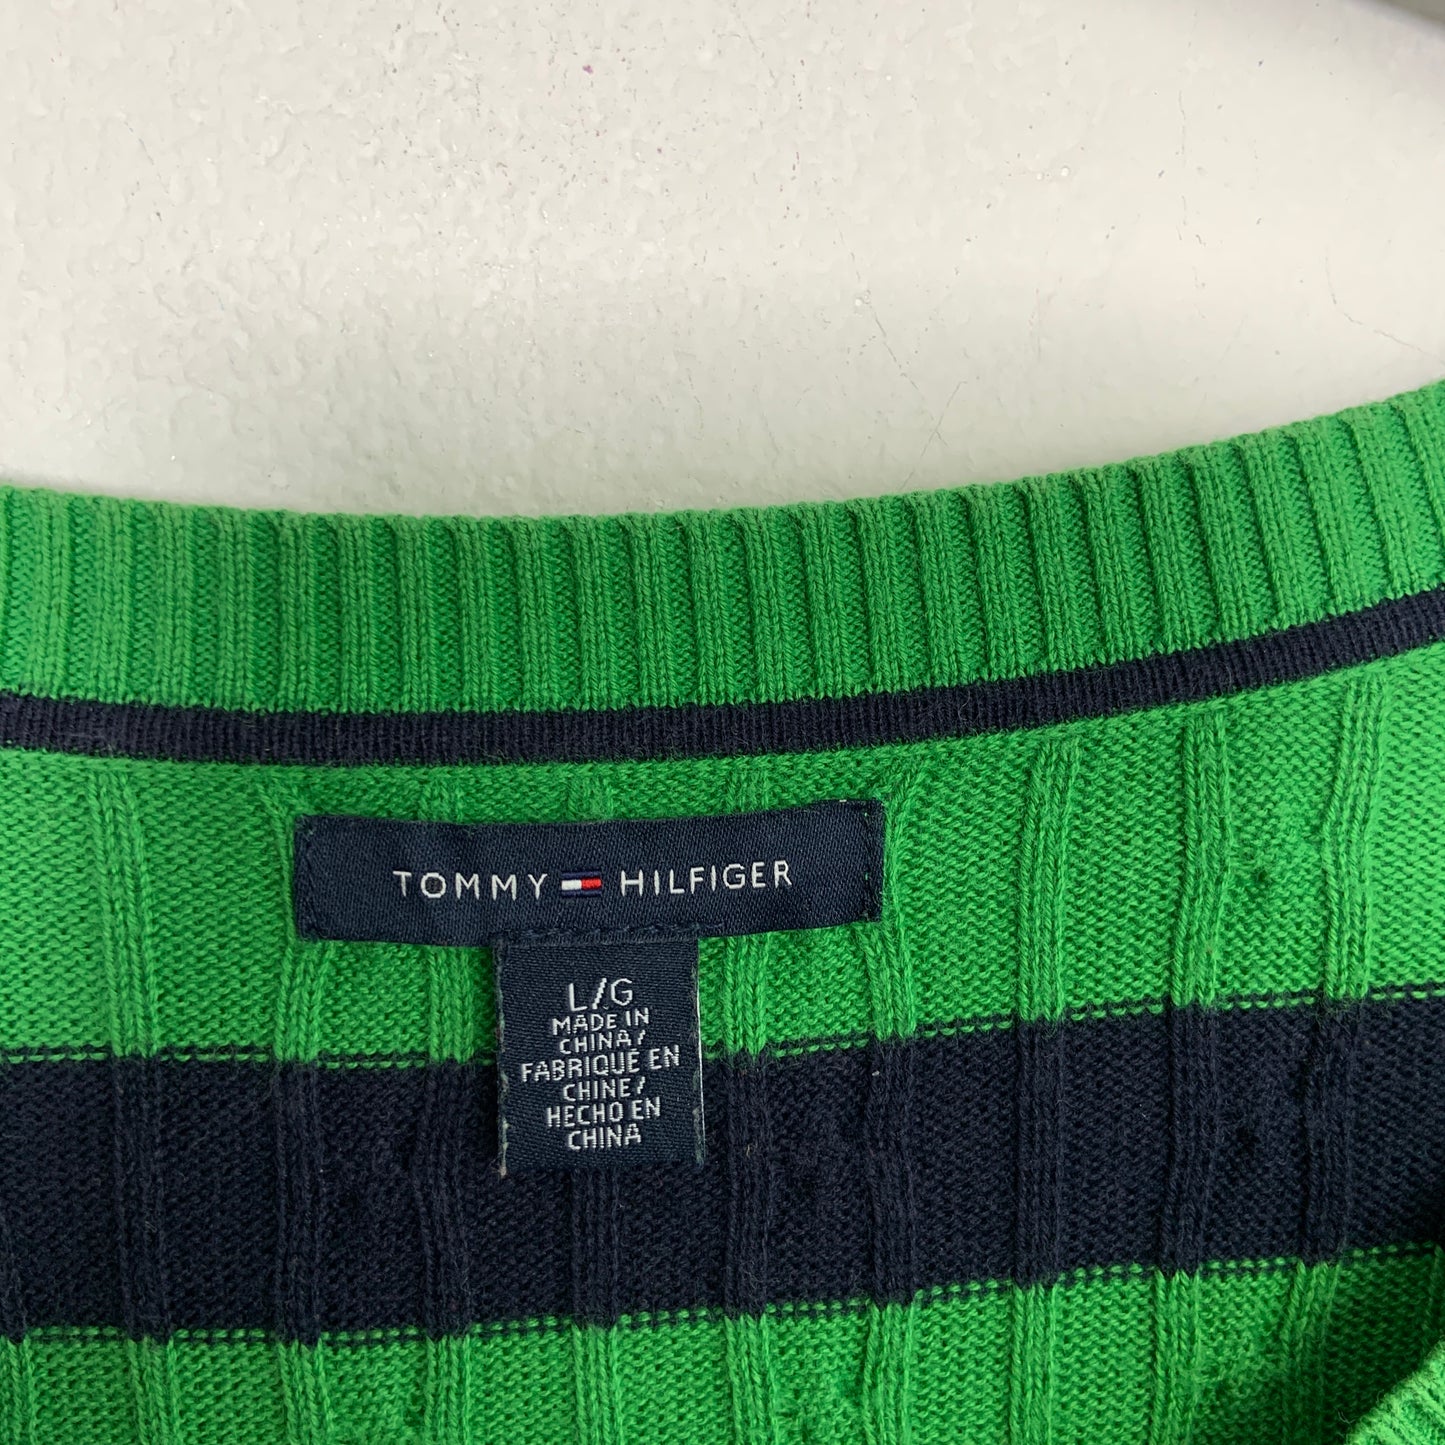 TOMMY HILFIGER
L/G
MADE IN
CHINA/
FABRIQUÉ EN
CHINE/
HECHO EN
CHINA